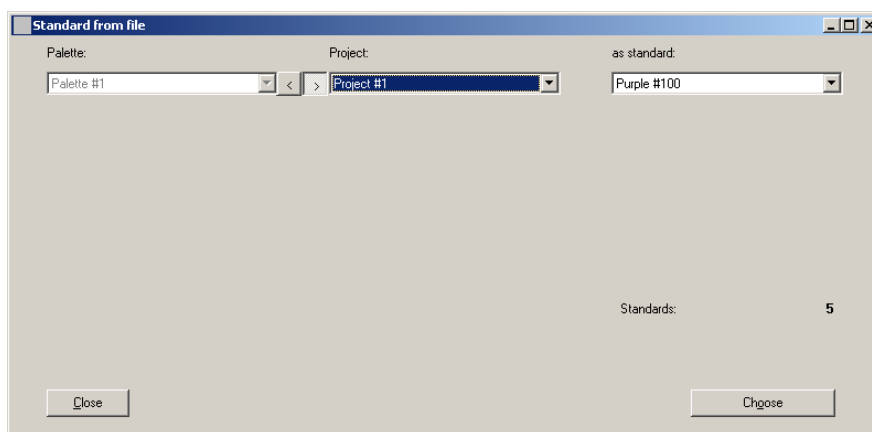 Standard from file
Palette: Project: as standard:
Palette #1 < > Project #1 Purple #100
Standards: 5
Close Choose